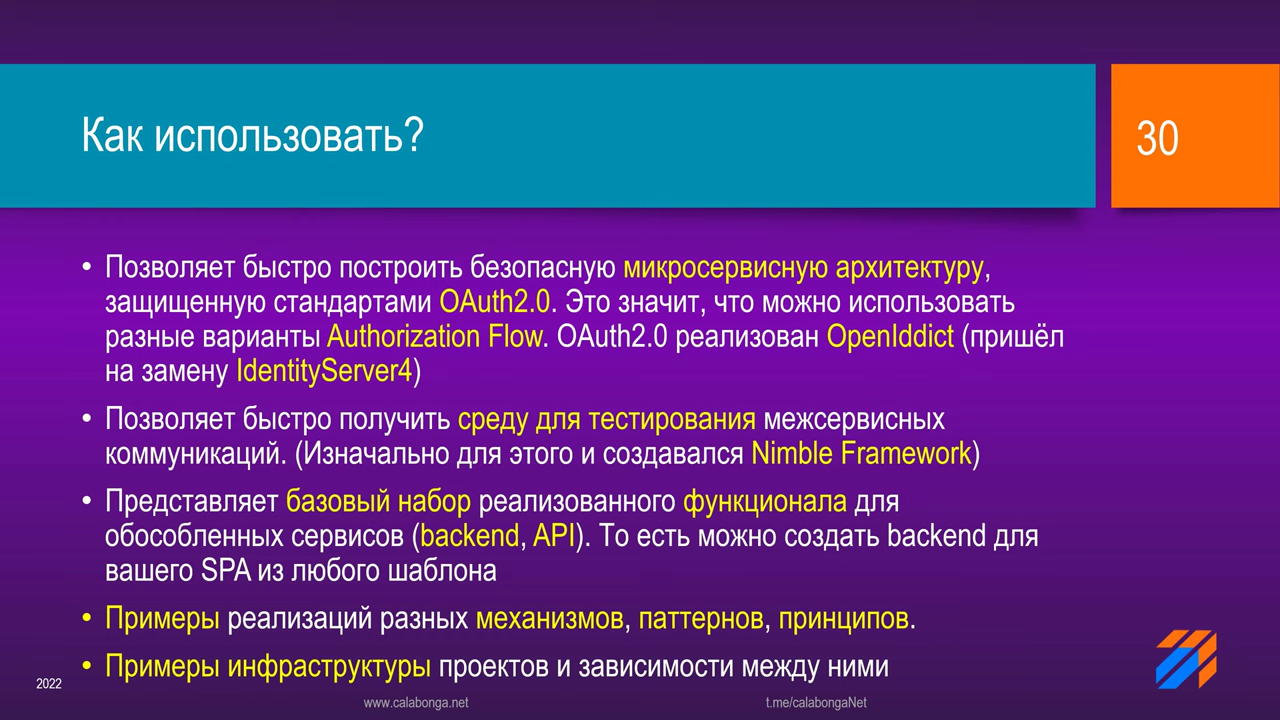 Как использовать?
30
• Позволяет быстро построить безопасную микросервисную архитектуру,
защищенную стандартами OAuth2.0. Это значит, что можно использовать
разные варианты Authorization Flow. OAuth2.0 реализован OpenIddict (пришёл
на замену IdentityServer4)
• Позволяет быстро получить среду для тестирования межсервисных
коммуникаций. (Изначально для этого и создавался Nimble Framework)
• Представляет базовый набор реализованного функционала для
обособленных сервисов (backend, API). То есть можно создать backend для
вашего SPA из любого шаблона
• Примеры реализаций разных механизмов, паттернов, принципов.
• Примеры инфраструктуры проектов и зависимости между ними
2022
www.calabonga.net
t.me/calabongaNet